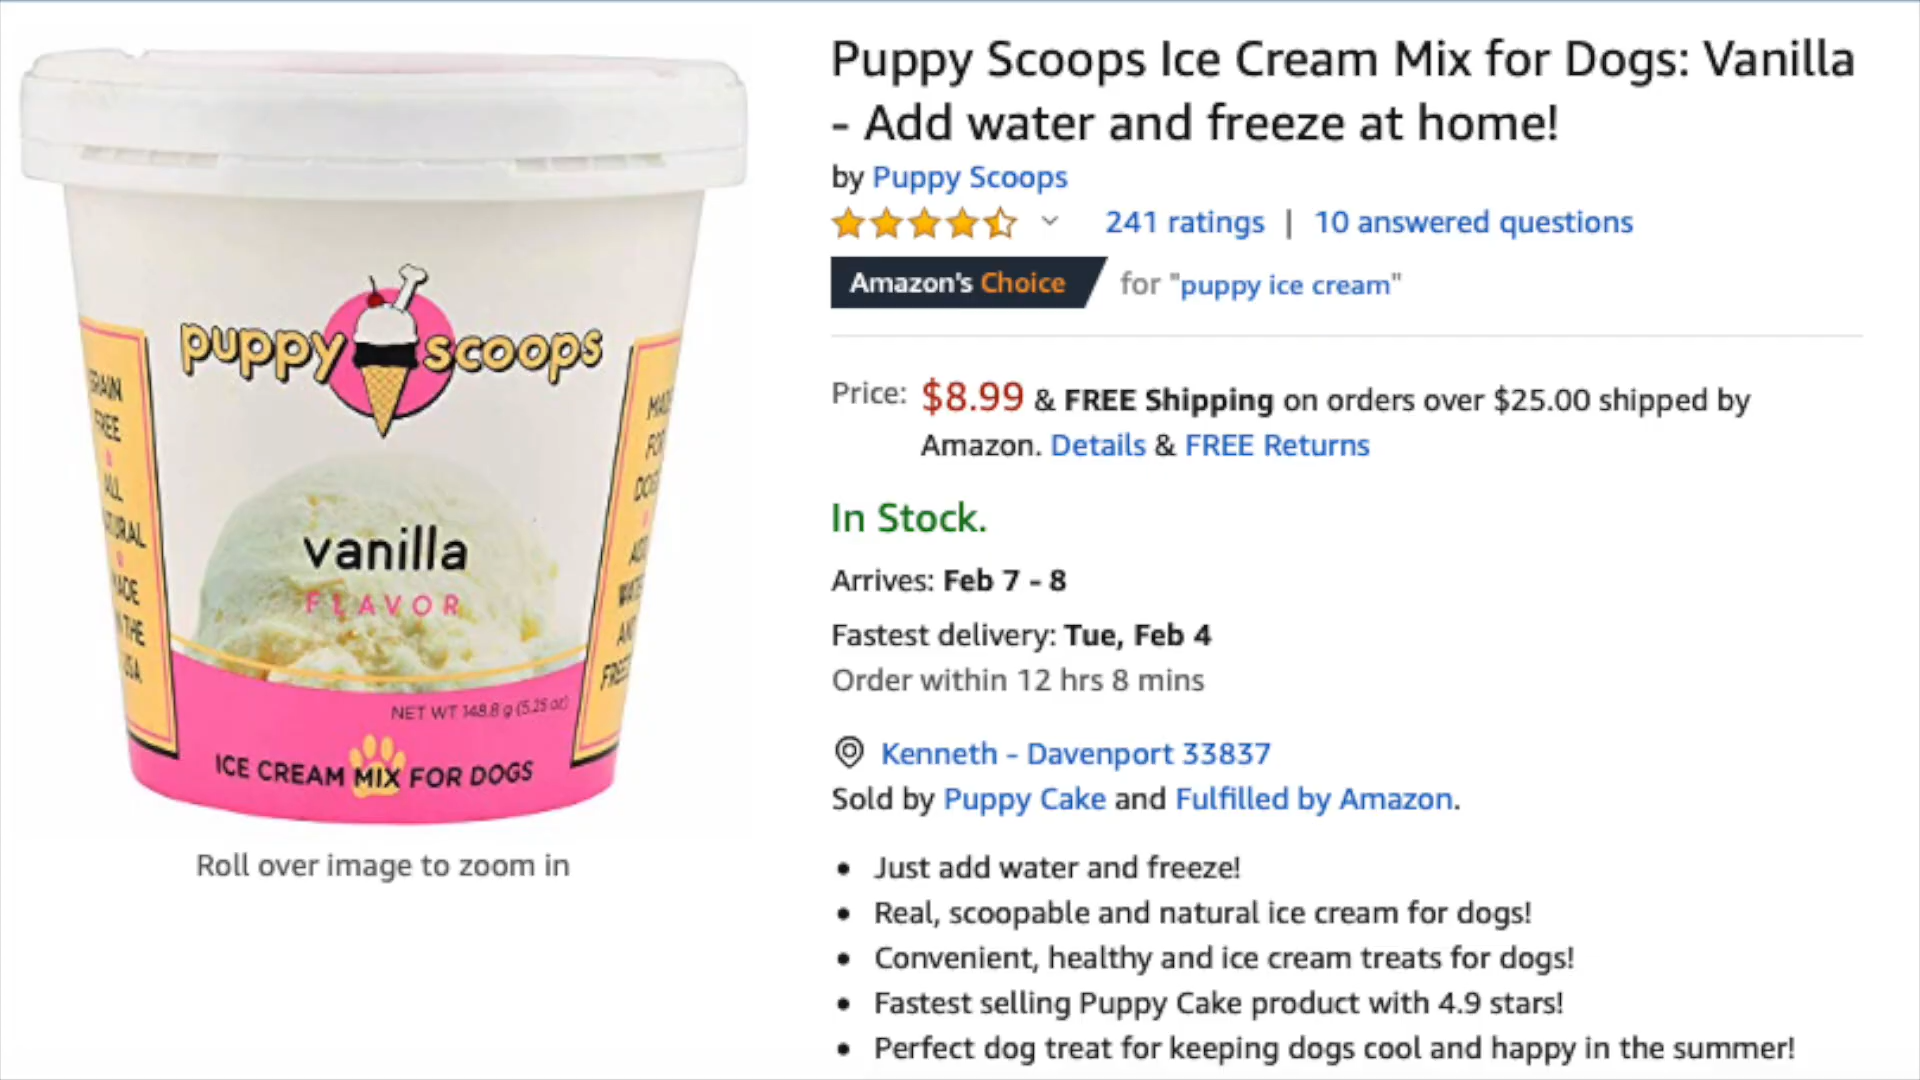 Puppy Scoops Ice Cream Mix for Dogs: Vanilla
- Add water and freeze at home!
by Puppy Scoops
241 ratings | 10 answered questions
Amazon's Choice for "puppy ice cream"
Price: $8.99 & FREE Shipping on orders over $25.00 shipped by
Amazon. Details & FREE Returns
In Stock.
Arrives: Feb 7 - 8
Fastest delivery: Tue, Feb 4
Order within 12 hrs 8 mins
Kenneth - Davenport 33837
Sold by Puppy Cake and Fulfilled by Amazon.
• Just add water and freeze!
• Real, scoopable and natural ice cream for dogs!
• Convenient, healthy and ice cream treats for dogs!
• Fastest selling Puppy Cake product with 4.9 stars!
• Perfect dog treat for keeping dogs cool and happy in the summer!
puppy scoops
vanilla
FLAVOR
NET WT 148.8 g (5.25 oz)
ICE CREAM MIX FOR DOGS
ALL
THE
Roll over image to zoom in